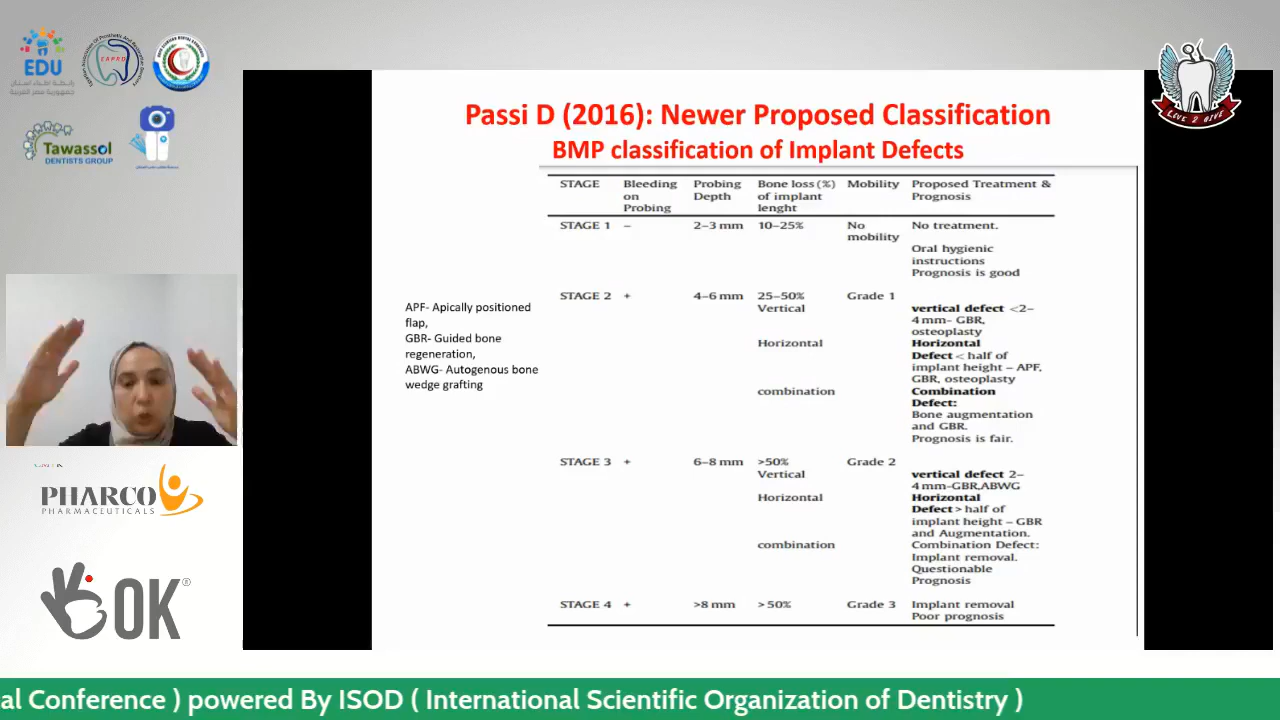 EDU
رابطة اطباء اسنان
جمهورية مصر العربية
EAPRD
Tawassol
DENTISTS GROUP
LIVE 2 GIVE
Passi D (2016): Newer Proposed Classification
BMP classification of Implant Defects
STAGE Bleeding on Probing Probing Depth Bone loss (%) of implant lenght Mobility Proposed Treatment & Prognosis
STAGE 1 – 2–3 mm 10–25% No mobility No treatment.
Oral hygienic
instructions
Prognosis is good
STAGE 2 + 4–6 mm 25–50% Grade 1
Vertical
vertical defect <2–
4 mm- GBR,
osteoplasty
Horizontal
Horizontal
Defect < half of
implant height – APF,
GBR, osteoplasty
combination
Combination
Defect:
Bone augmentation
and GBR.
Prognosis is fair.
STAGE 3 + 6–8 mm >50% Grade 2
Vertical
vertical defect 2–
4 mm-GBR,ABWG
Horizontal
Horizontal
Defect > half of
implant height – GBR
and Augmentation.
combination
Combination Defect:
Implant removal.
Questionable
Prognosis
STAGE 4 + >8 mm > 50% Grade 3 Implant removal
Poor prognosis
APF- Apically positioned
flap,
GBR- Guided bone
regeneration,
ABWG- Autogenous bone
wedge grafting
PHARCO
PHARMACEUTICALS
OK®
al Conference ) powered By ISOD ( International Scientific Organization of Dentistry )